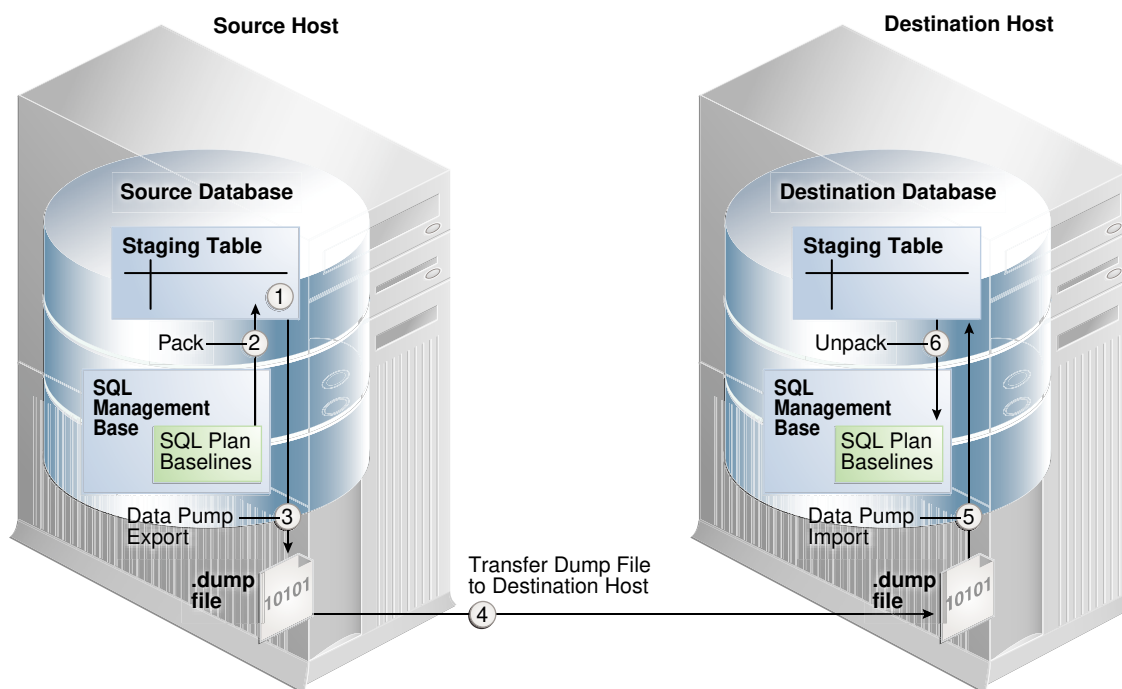 Source Host
Source Database
Staging Table
1
Pack
2
SQL
Management
Base
SQL Plan
Baselines
Data Pump
Export
3
.dump
file
10101
Transfer Dump File
to Destination Host
4
Destination Host
Destination Database
Staging Table
Unpack
6
SQL
Management
Base
SQL Plan
Baselines
Data Pump
Import
5
.dump
file
10101